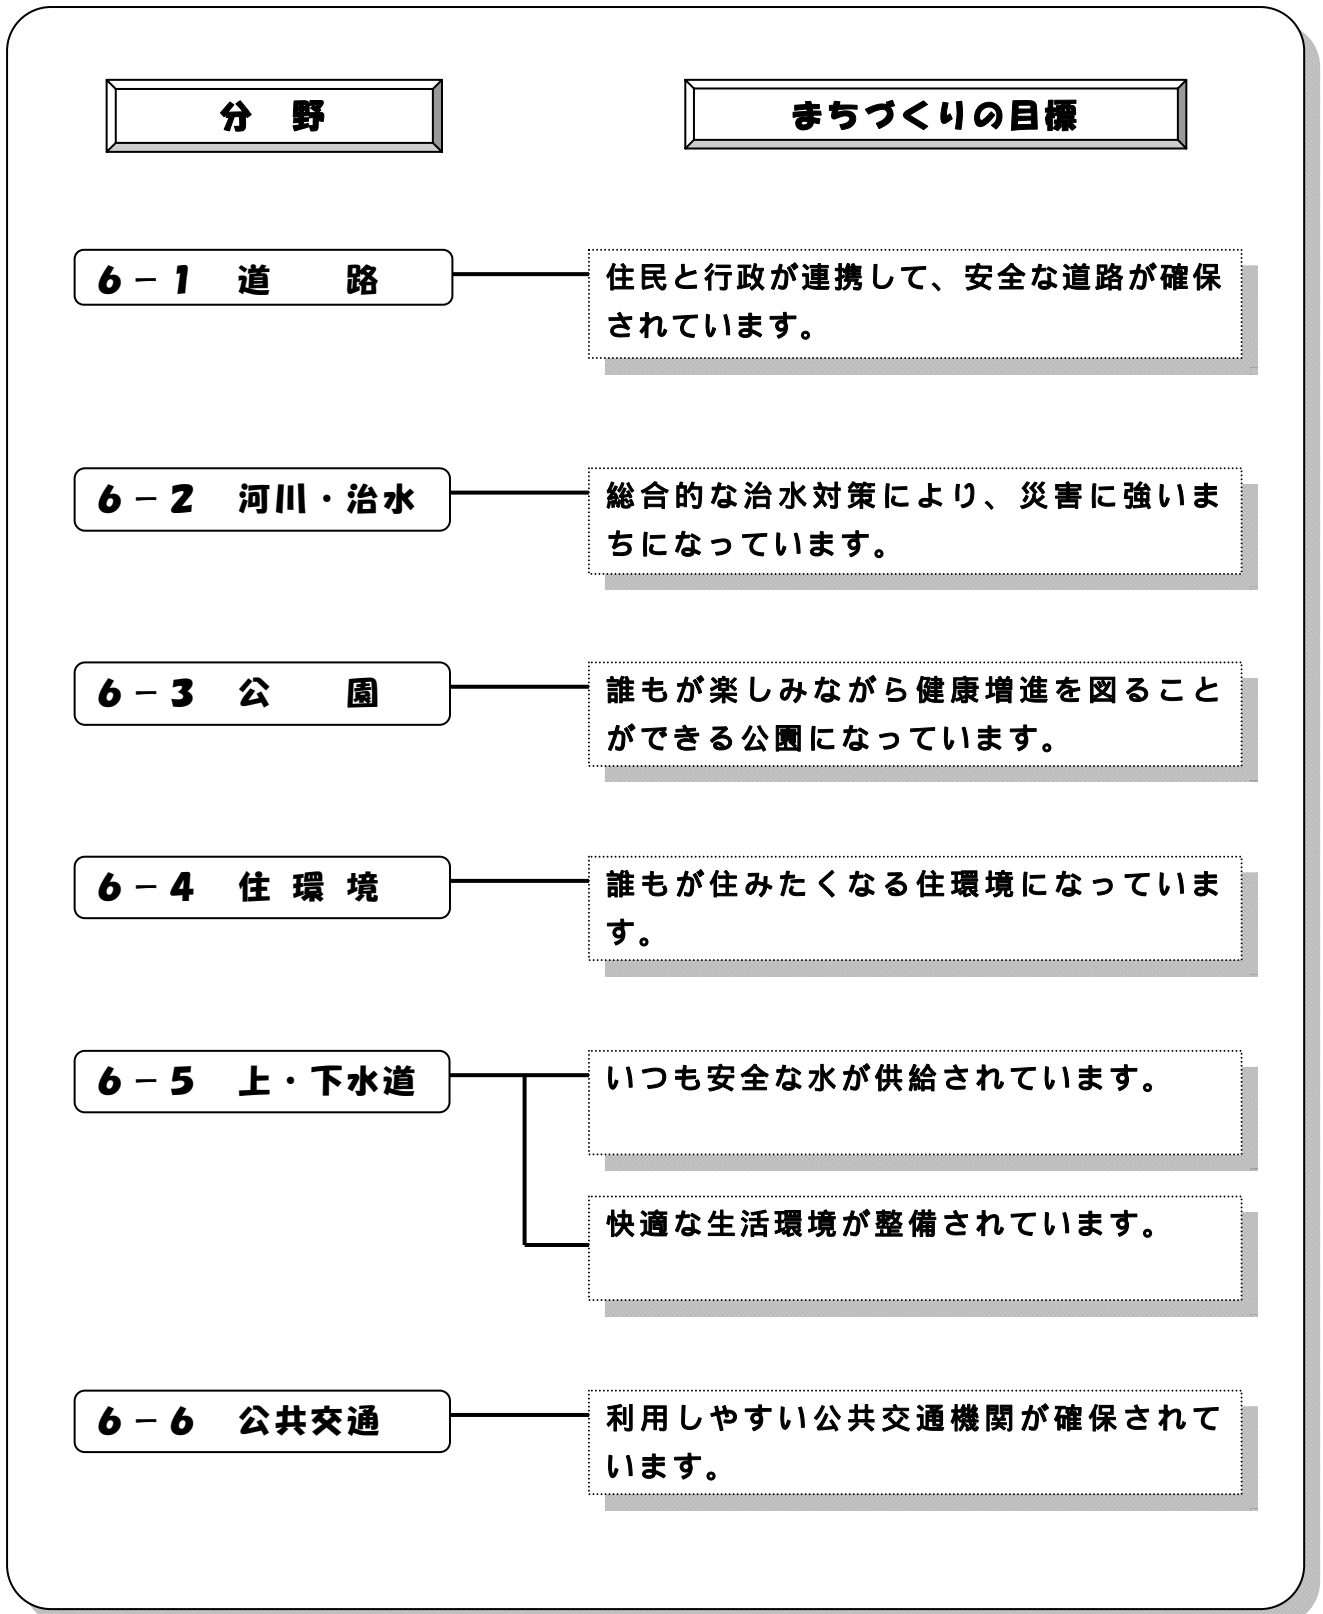 分　野
まちづくりの目標
６－１　道　　路
住民と行政が連携して、安全な道路が確保
されています。
６－２　河川・治水
総合的な治水対策により、災害に強いま
ちになっています。
６－３　公　　園
誰もが楽しみながら健康増進を図ること
ができる公園になっています。
６－４　住 環 境
誰もが住みたくなる住環境になっていま
す。
６－５　上・下水道
いつも安全な水が供給されています。
快適な生活環境が整備されています。
６－６　公共交通
利用しやすい公共交通機関が確保されて
います。